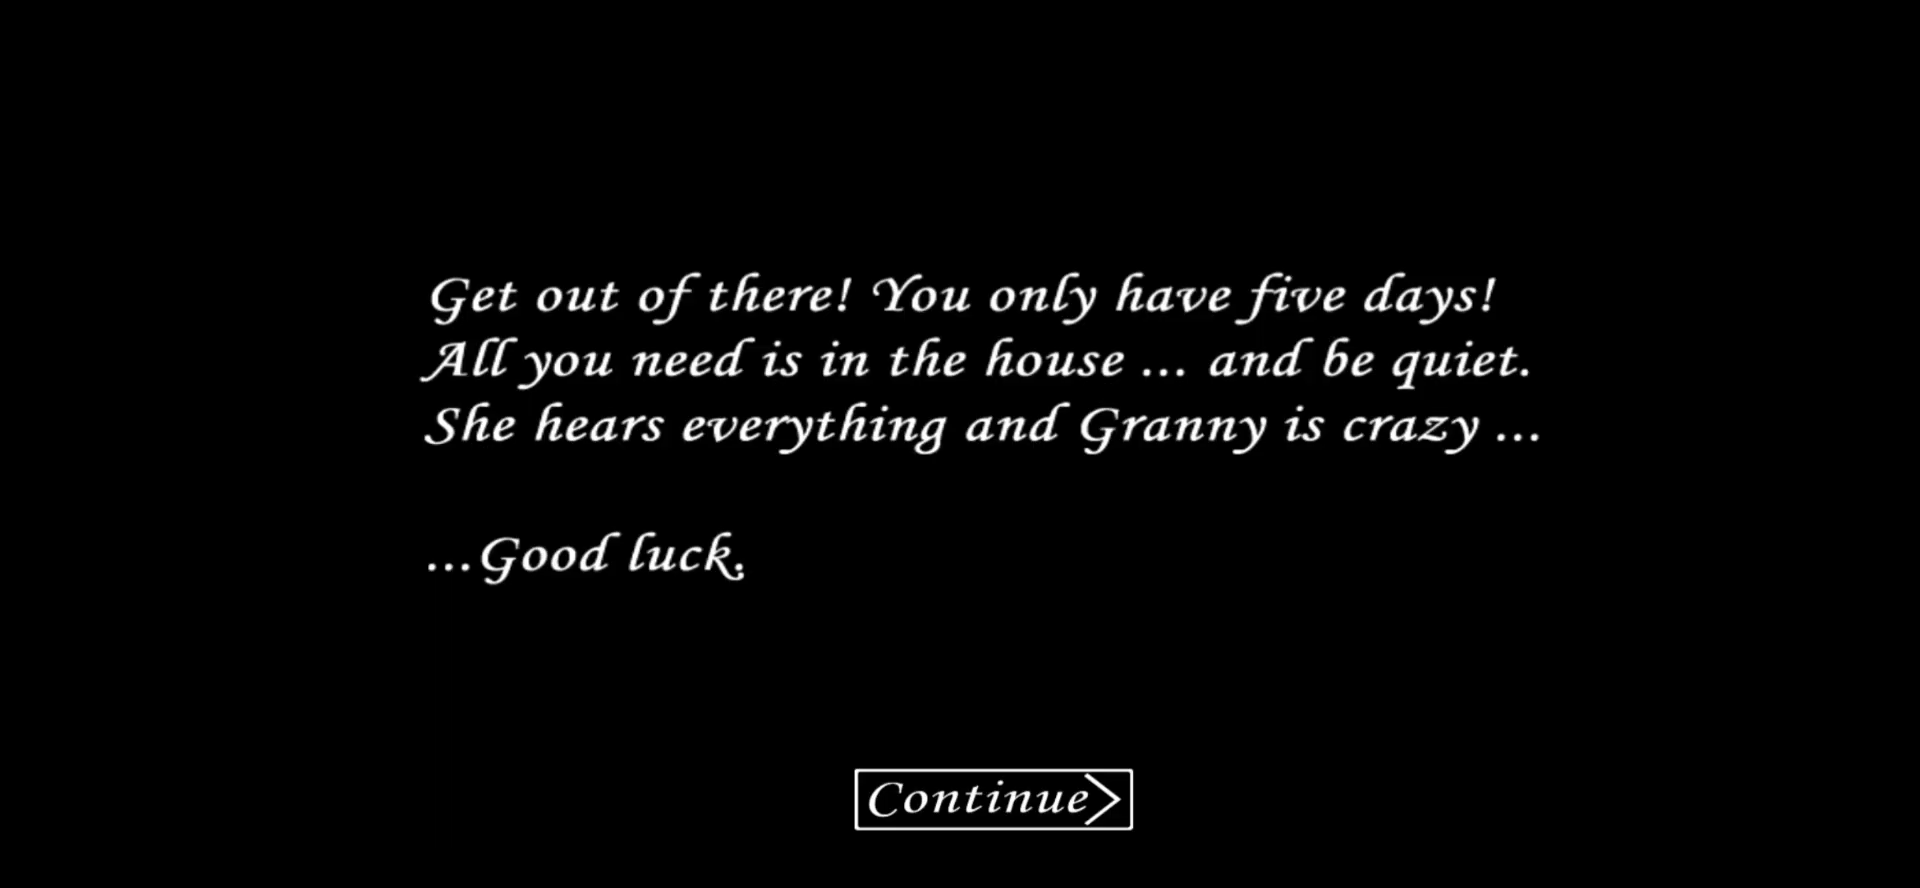 Get out of there! You only have five days!
All you need is in the house ... and be quiet.
She hears everything and Granny is crazy ...
...Good luck.
Continue>